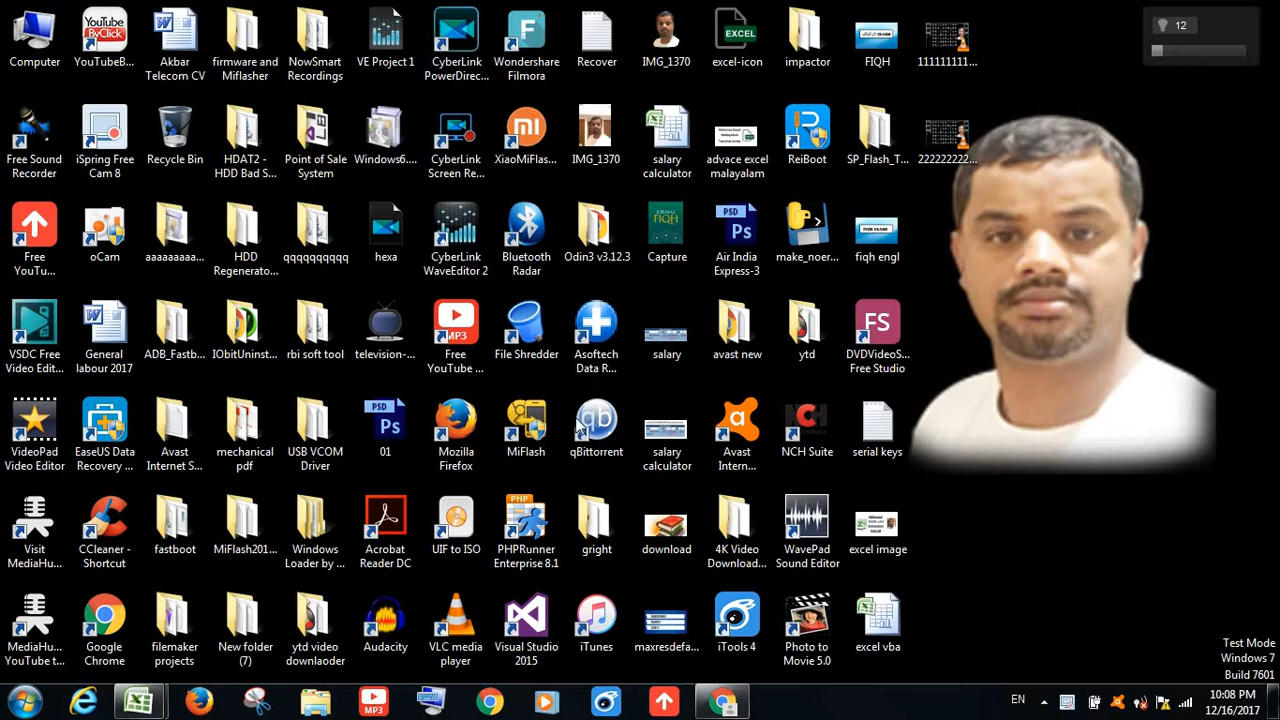 12
Computer
YouTubeB...
Akbar Telecom CV
firmware and Miflasher
NowSmart Recordings
VE Project 1
CyberLink PowerDirec...
Wondershare Filmora
Recover
IMG_1370
excel-icon
impactor
FIQH
111111111...
Free Sound Recorder
iSpring Free Cam 8
Recycle Bin
HDAT2 - HDD Bad S...
Point of Sale System
Windows6....
CyberLink Screen Re...
XiaoMiFlas...
IMG_1370
salary calculator
advace excel malayalam
ReiBoot
SP_Flash_T...
222222222...
Free YouTu...
oCam
aaaaaaaaa...
HDD Regenerato...
qqqqqqqqqq
hexa
CyberLink WaveEditor 2
Bluetooth Radar
Odin3 v3.12.3
Capture
Air India Express-3
make_noer...
fiqh engl
VSDC Free Video Edit...
General labour 2017
ADB_Fastb...
IObitUninst...
rbi soft tool
television-...
Free YouTube ...
File Shredder
Asoftech Data R...
salary
avast new
ytd
DVDVideoS... Free Studio
VideoPad Video Editor
EaseUS Data Recovery ...
Avast Internet S...
mechanical pdf
USB VCOM Driver
01
Mozilla Firefox
MiFlash
qBittorrent
salary calculator
Avast Intern...
NCH Suite
serial keys
Visit MediaHu...
CCleaner - Shortcut
fastboot
MiFlash201...
Windows Loader by ...
Acrobat Reader DC
UIF to ISO
PHPRunner Enterprise 8.1
gright
download
4K Video Download...
WavePad Sound Editor
excel image
MediaHu... YouTube t...
Google Chrome
filemaker projects
New folder (7)
ytd video downlaoder
Audacity
VLC media player
Visual Studio 2015
iTunes
maxresdefa...
iTools 4
Photo to Movie 5.0
excel vba
Test Mode
Windows 7
Build 7601
EN
10:08 PM
12/16/2017